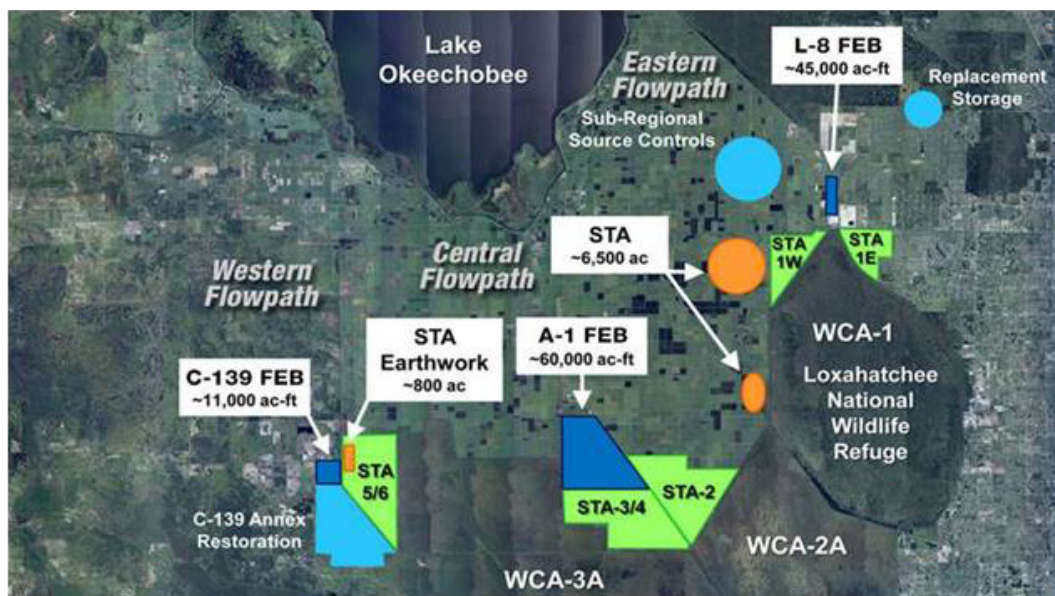 Lake
Okeechobee
Eastern
Flowpath
Sub-Regional
Source Controls
L-8 FEB
~45,000 ac-ft
Replacement
Storage
STA
~6,500 ac
STA
1W
STA
1E
Western
Flowpath
Central
Flowpath
C-139 FEB
~11,000 ac-ft
STA
Earthwork
~800 ac
A-1 FEB
~60,000 ac-ft
WCA-1
Loxahatchee
National
Wildlife
Refuge
STA
5/6
STA-3/4
STA-2
C-139 Annex
Restoration
WCA-3A
WCA-2A